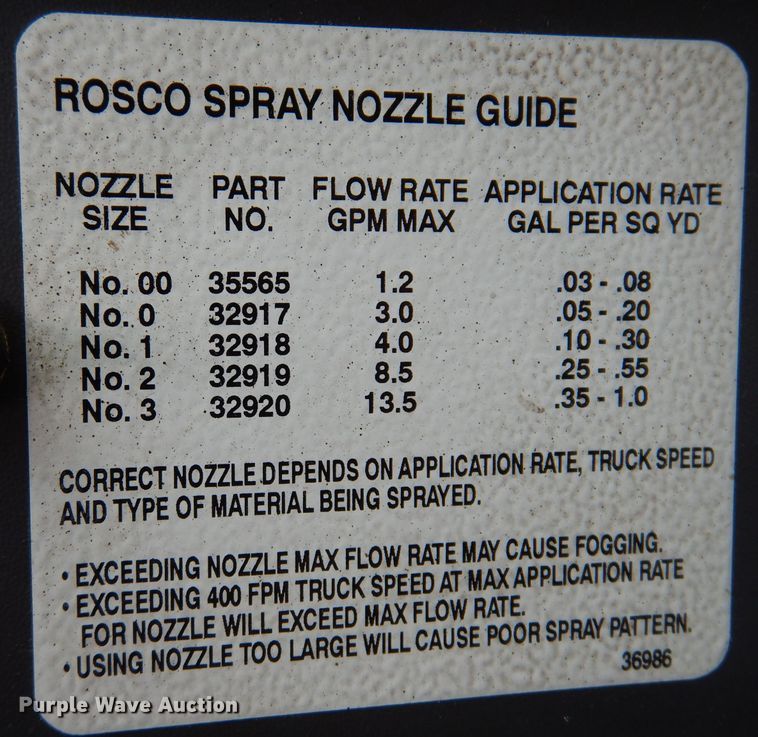 ROSCO SPRAY NOZZLE GUIDE
NOZZLE PART FLOW RATE APPLICATION RATE
SIZE NO. GPM MAX GAL PER SQ YD
No. 00 35565 1.2 .03 - .08
No. 0 32917 3.0 .05 - .20
No. 1 32918 4.0 .10 - .30
No. 2 32919 8.5 .25 - .55
No. 3 32920 13.5 .35 - 1.0
CORRECT NOZZLE DEPENDS ON APPLICATION RATE, TRUCK SPEED
AND TYPE OF MATERIAL BEING SPRAYED.
• EXCEEDING NOZZLE MAX FLOW RATE MAY CAUSE FOGGING.
• EXCEEDING 400 FPM TRUCK SPEED AT MAX APPLICATION RATE
FOR NOZZLE WILL EXCEED MAX FLOW RATE.
• USING NOZZLE TOO LARGE WILL CAUSE POOR SPRAY PATTERN.
36986
Purple Wave Auction